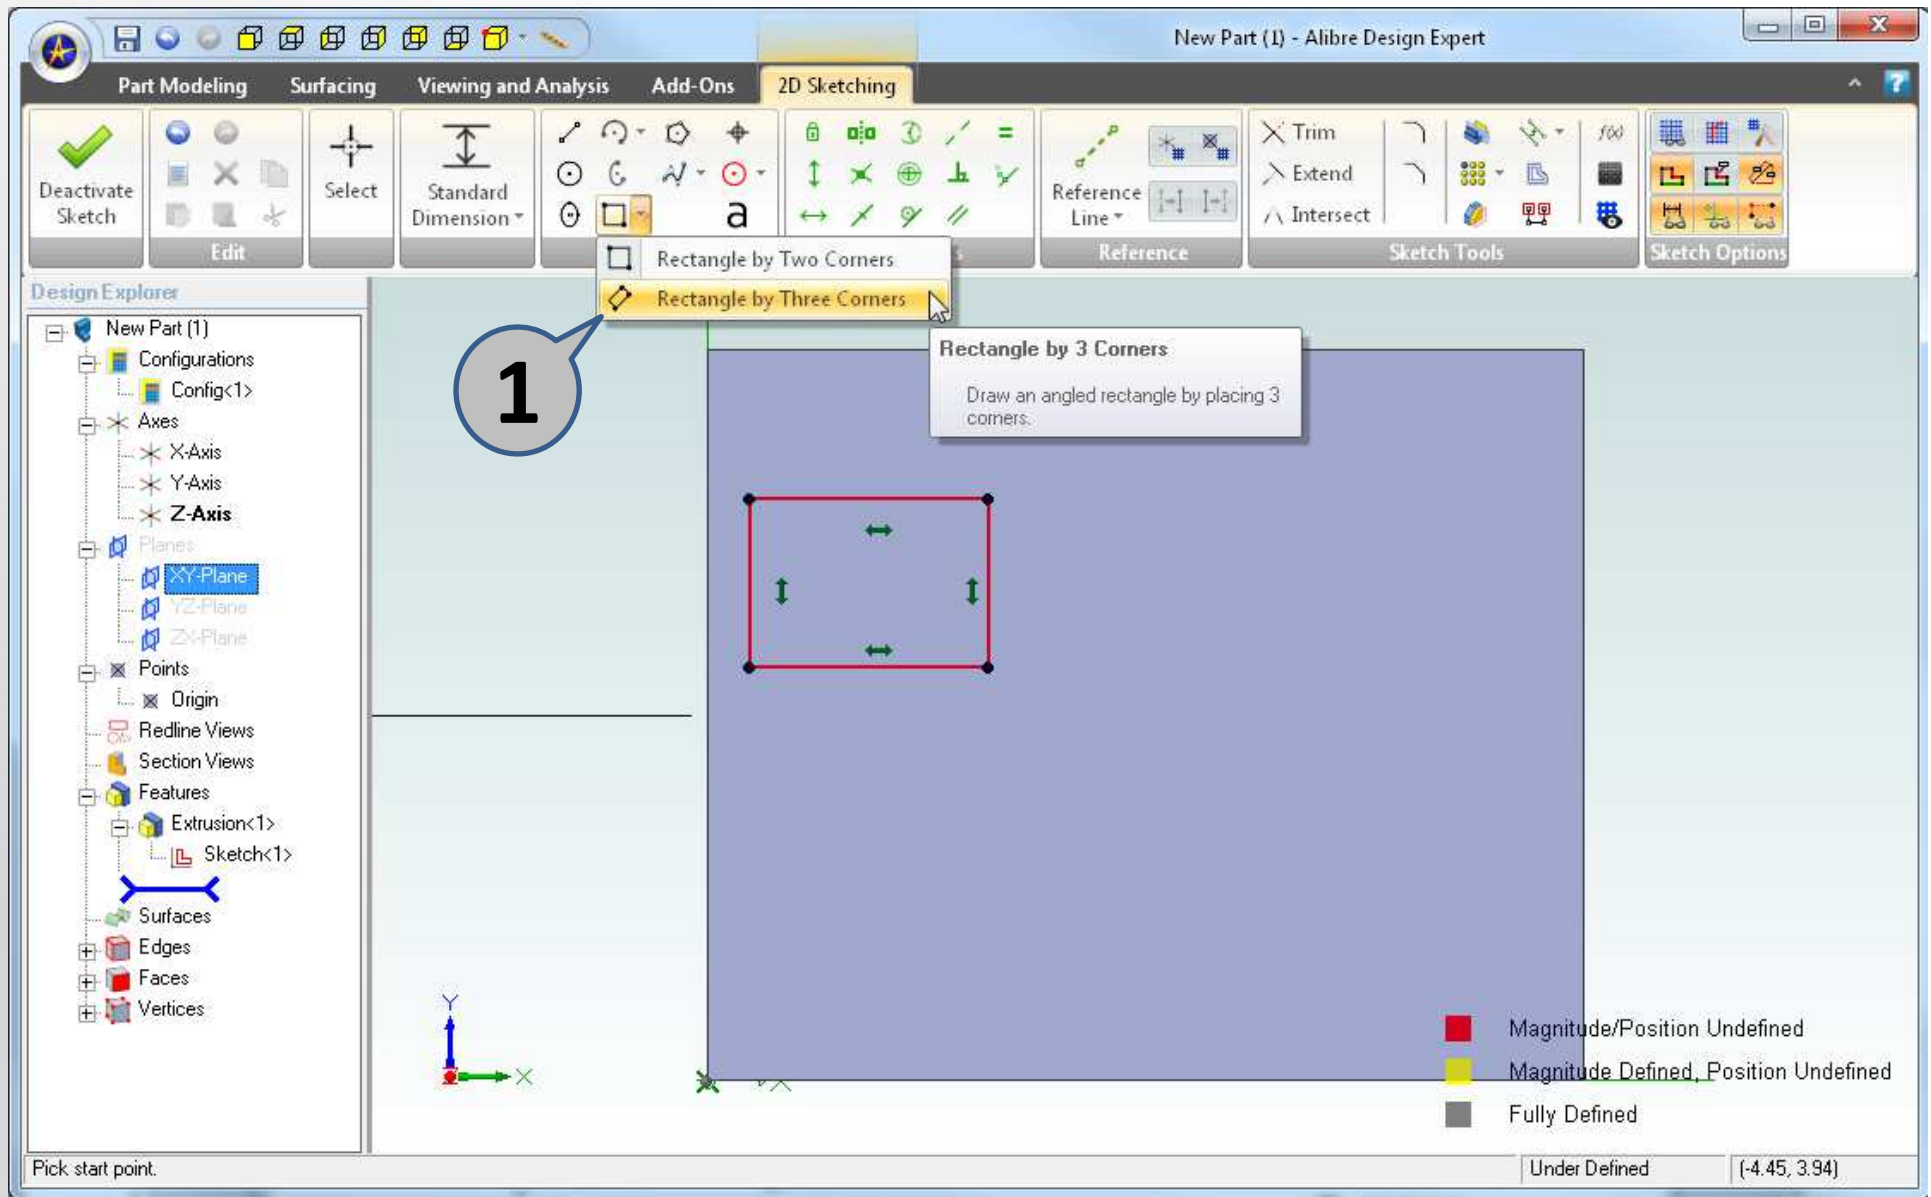 New Part (1) - Alibre Design Expert
Part Modeling
Surfacing
Viewing and Analysis
Add-Ons
2D Sketching
Deactivate
Sketch
Edit
Select
Standard
Dimension
a
Reference
Line
Reference
Trim
Extend
Intersect
f(x)
Sketch Tools
Sketch Options
Rectangle by Two Corners
Rectangle by Three Corners
Rectangle by 3 Corners
Draw an angled rectangle by placing 3
corners.
1
Design Explorer
New Part (1)
Configurations
Config<1>
Axes
X-Axis
Y-Axis
Z-Axis
Planes
XY-Plane
YZ-Plane
ZX-Plane
Points
Origin
Redline Views
Section Views
Features
Extrusion<1>
Sketch<1>
Surfaces
Edges
Faces
Vertices
Y
X
Magnitude/Position Undefined
Magnitude Defined, Position Undefined
Fully Defined
Pick start point.
Under Defined
(-4.45, 3.94)